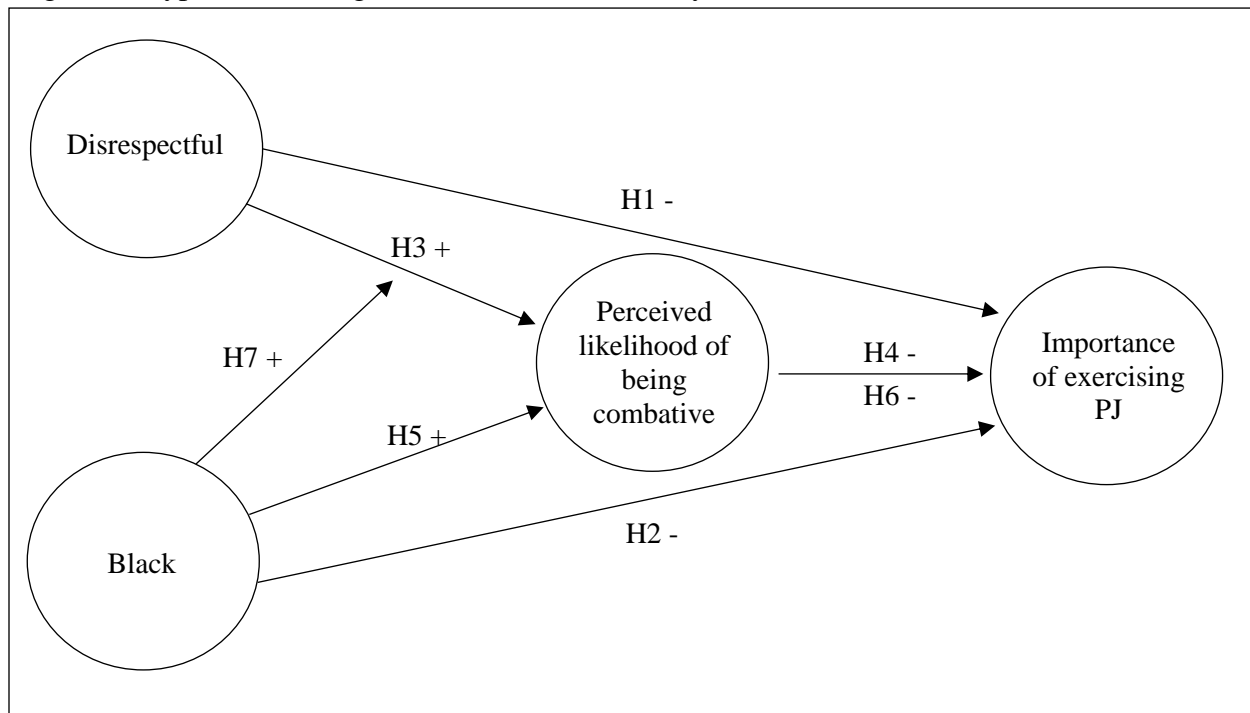 Disrespectful
H1 -
H3 +
Perceived
likelihood of
being
combative
H7 +
H4 -
H6 -
Importance
of exercising
PJ
H5 +
H2 -
Black